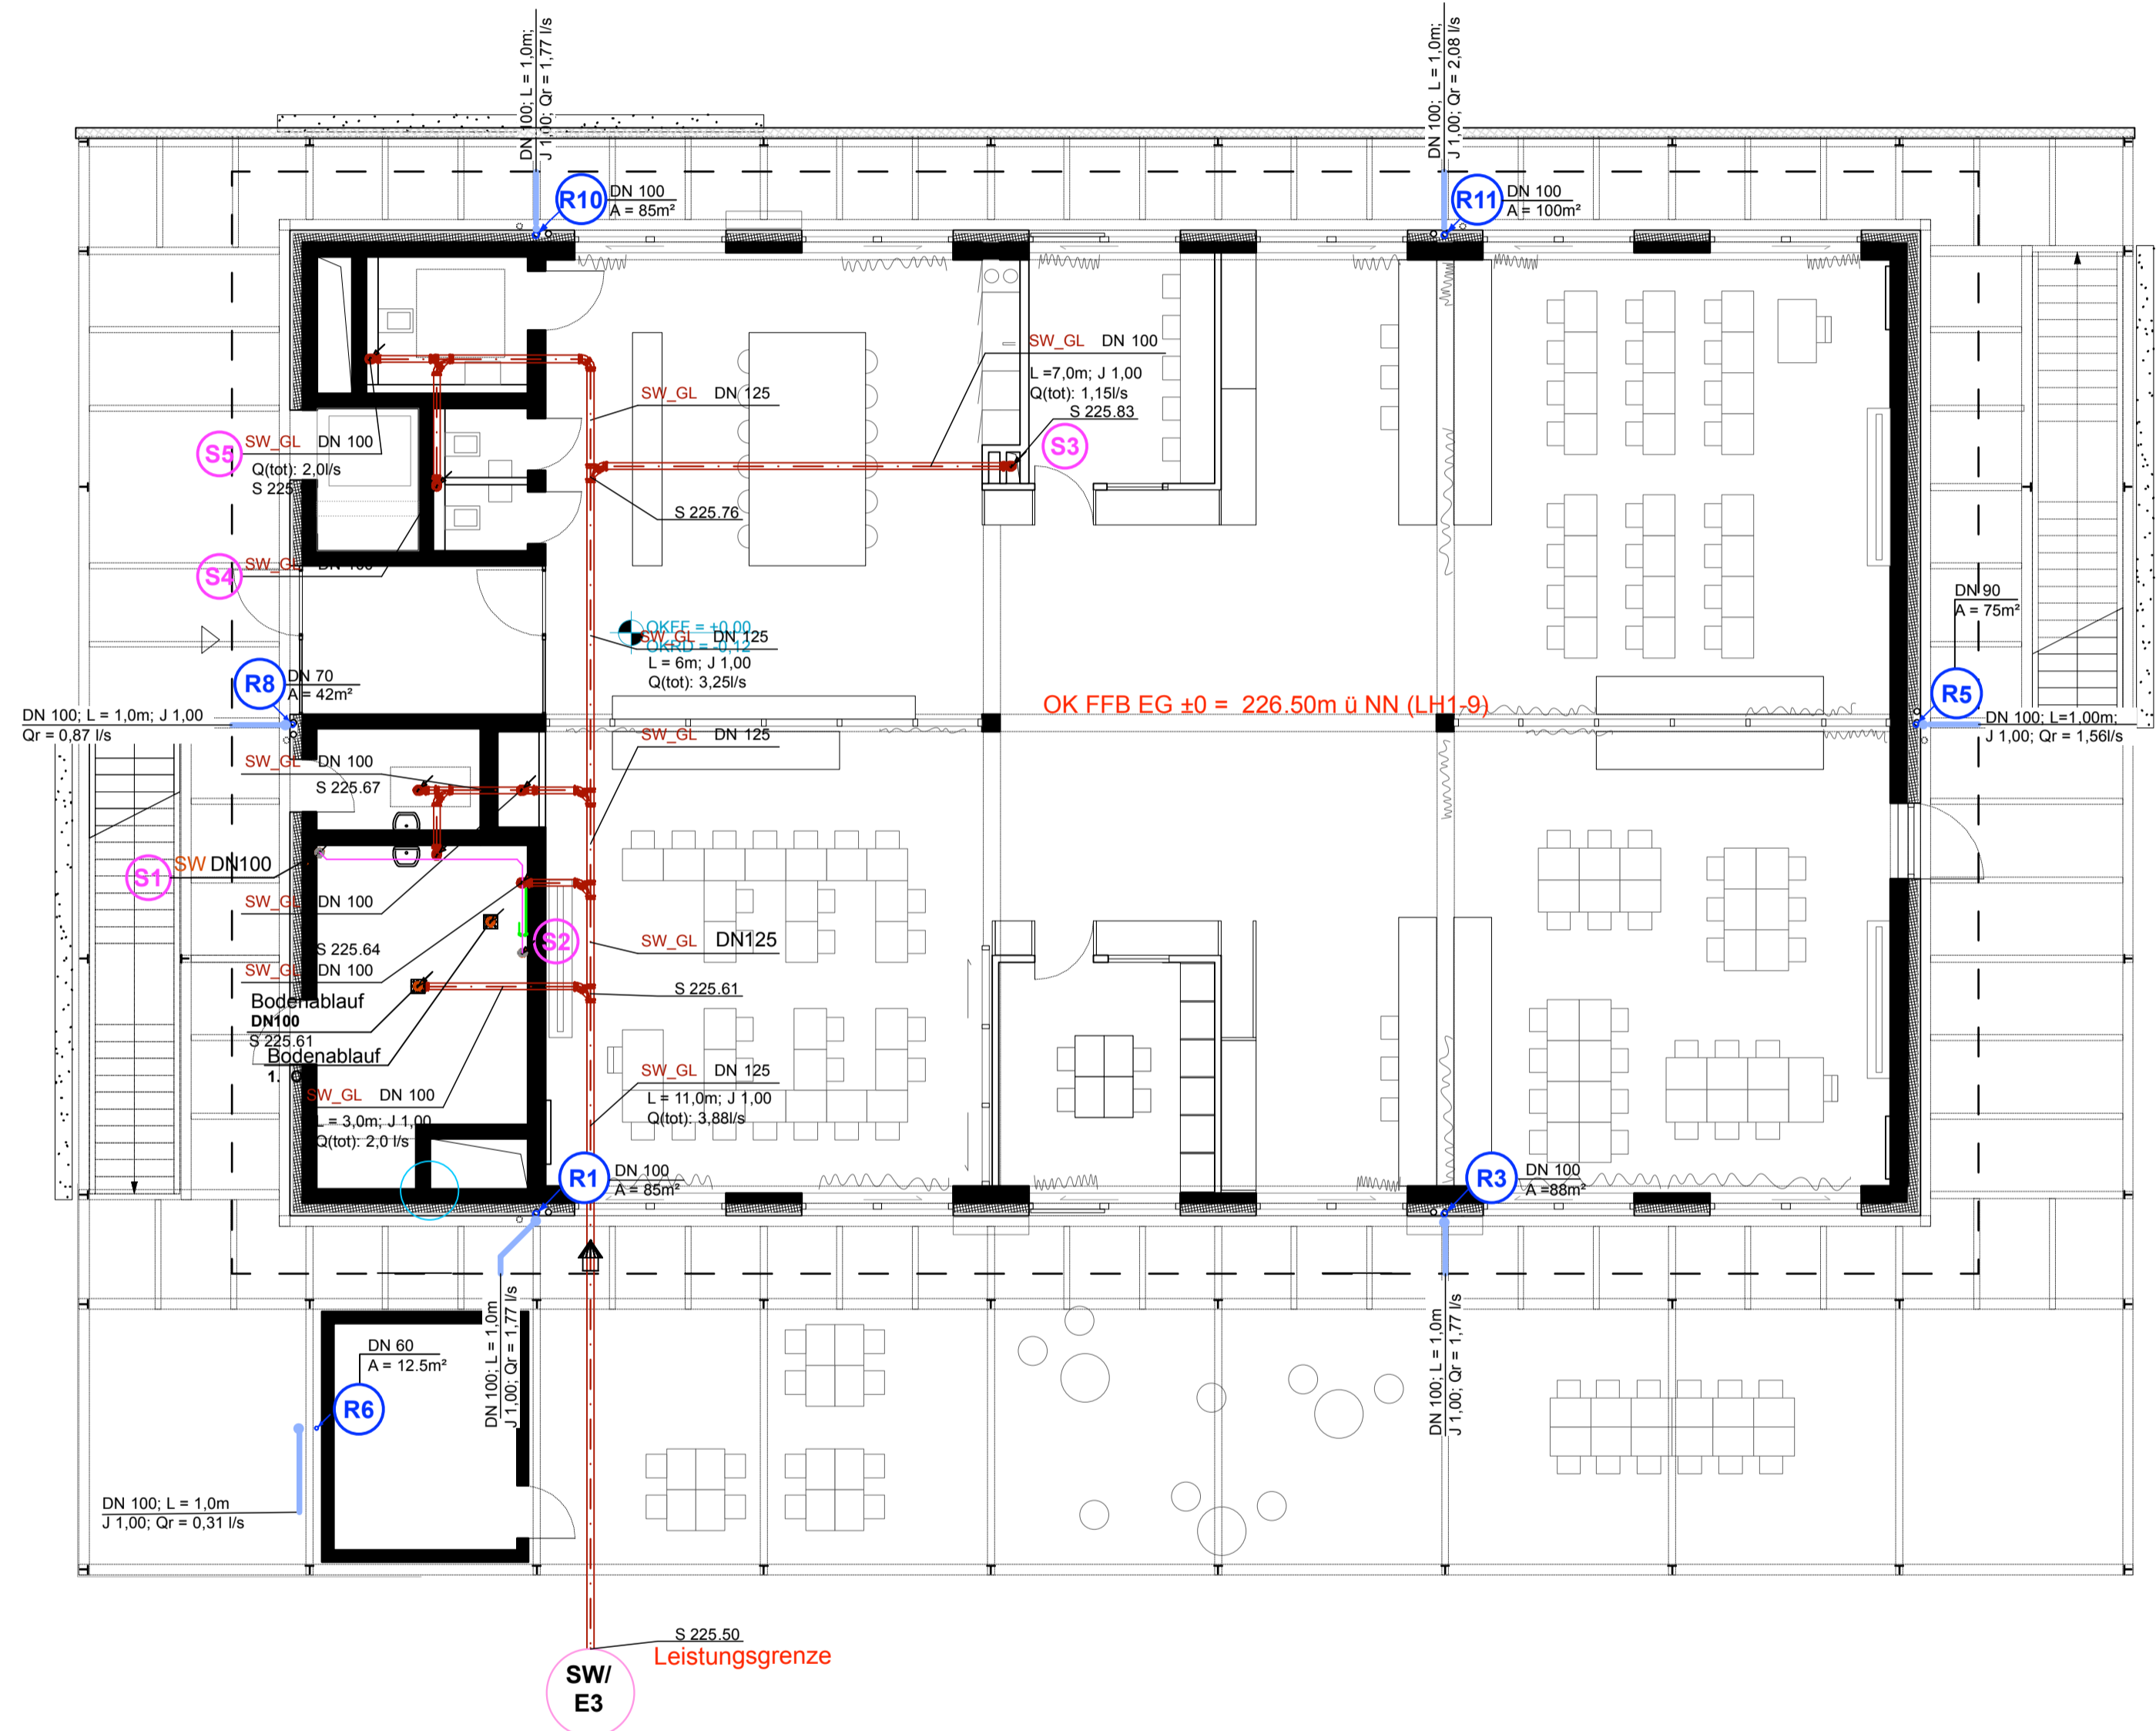 DN 100; L = 1,0m;
J 1,00; Qr = 1,77 l/s
DN 100; L = 1,0m;
J 1,00; Qr = 2,08 l/s
R10
DN 100
A = 85m²
R11
DN 100
A = 100m²
SW_GL DN 100
L =7,0m; J 1,00
Q(tot): 1,15l/s
S 225.83
S3
SW_GL DN 125
S5
SW_GL DN 100
Q(tot): 2,0l/s
S 225
S 225.76
S4
SW_GL DN 100
OKFF = +0,00
OKRD = -0,12
SW_GL DN 125
L = 6m; J 1,00
Q(tot): 3,25l/s
DN 90
A = 75m²
R5
DN 100; L=1,00m;
J 1,00; Qr = 1,56l/s
R8
DN 70
A = 42m²
DN 100; L = 1,0m; J 1,00
Qr = 0,87 l/s
OK FFB EG ±0 = 226.50m ü NN (LH1-9)
SW_GL DN 125
SW_GL DN 100
S 225.67
S1
SW DN100
SW_GL DN 100
S2
SW_GL DN125
S 225.64
SW_GL DN 100
S 225.61
Bodenablauf
DN100
S 225.61
Bodenablauf
1.
SW_GL DN 125
L = 11,0m; J 1,00
Q(tot): 3,88l/s
SW_GL DN 100
L = 3,0m; J 1,00
Q(tot): 2,0 l/s
R1
DN 100
A = 85m²
R3
DN 100
A =88m²
DN 100; L = 1,0m
J 1,00; Qr = 1,77 l/s
DN 100; L = 1,0m
J 1,00; Qr = 1,77 l/s
DN 60
A = 12.5m²
R6
DN 100; L = 1,0m
J 1,00; Qr = 0,31 l/s
S 225.50
Leistungsgrenze
SW/
E3